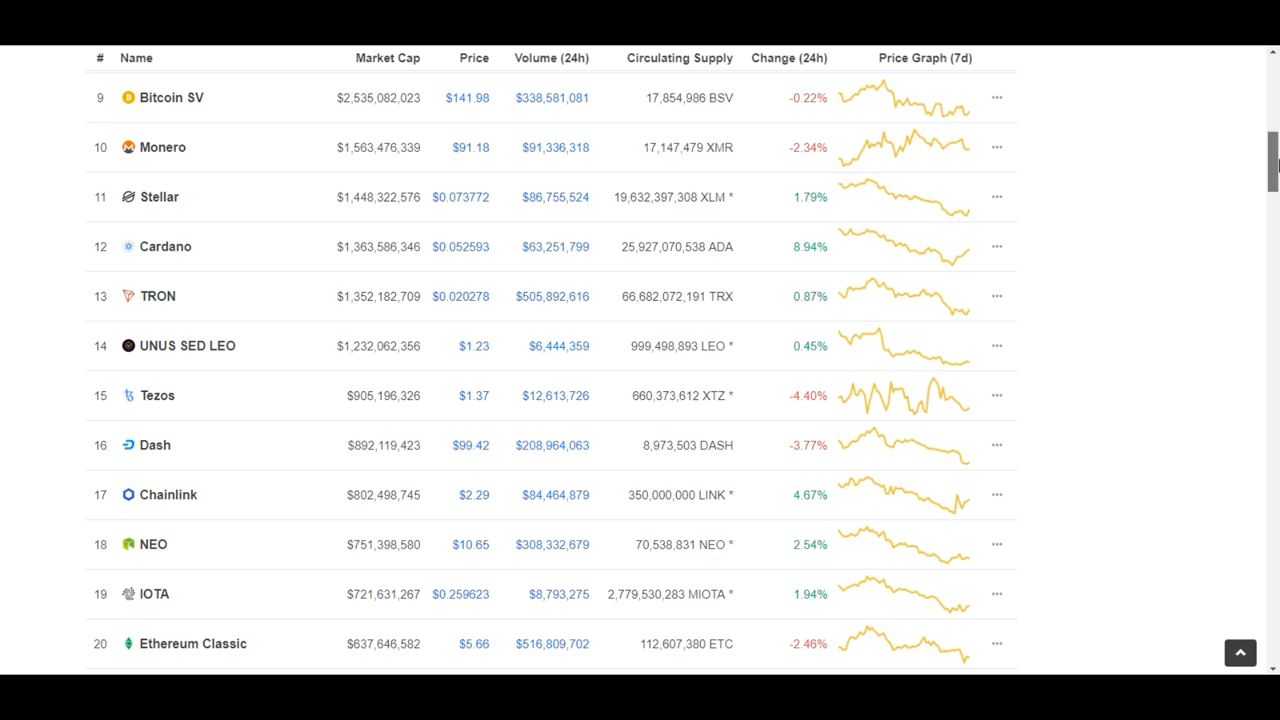 # Name Market Cap Price Volume (24h) Circulating Supply Change (24h) Price Graph (7d)
9 Bitcoin SV $2,535,082,023 $141.98 $338,581,081 17,854,986 BSV -0.22%
10 Monero $1,563,476,339 $91.18 $91,336,318 17,147,479 XMR -2.34%
11 Stellar $1,448,322,576 $0.073772 $86,755,524 19,632,397,308 XLM * 1.79%
12 Cardano $1,363,586,346 $0.052593 $63,251,799 25,927,070,538 ADA 8.94%
13 TRON $1,352,182,709 $0.020278 $505,892,616 66,682,072,191 TRX 0.87%
14 UNUS SED LEO $1,232,062,356 $1.23 $6,444,359 999,498,893 LEO * 0.45%
15 Tezos $905,196,326 $1.37 $12,613,726 660,373,612 XTZ * -4.40%
16 Dash $892,119,423 $99.42 $208,964,063 8,973,503 DASH -3.77%
17 Chainlink $802,498,745 $2.29 $84,464,879 350,000,000 LINK * 4.67%
18 NEO $751,398,580 $10.65 $308,332,679 70,538,831 NEO * 2.54%
19 IOTA $721,631,267 $0.259623 $8,793,275 2,779,530,283 MIOTA * 1.94%
20 Ethereum Classic $637,646,582 $5.66 $516,809,702 112,607,380 ETC -2.46%